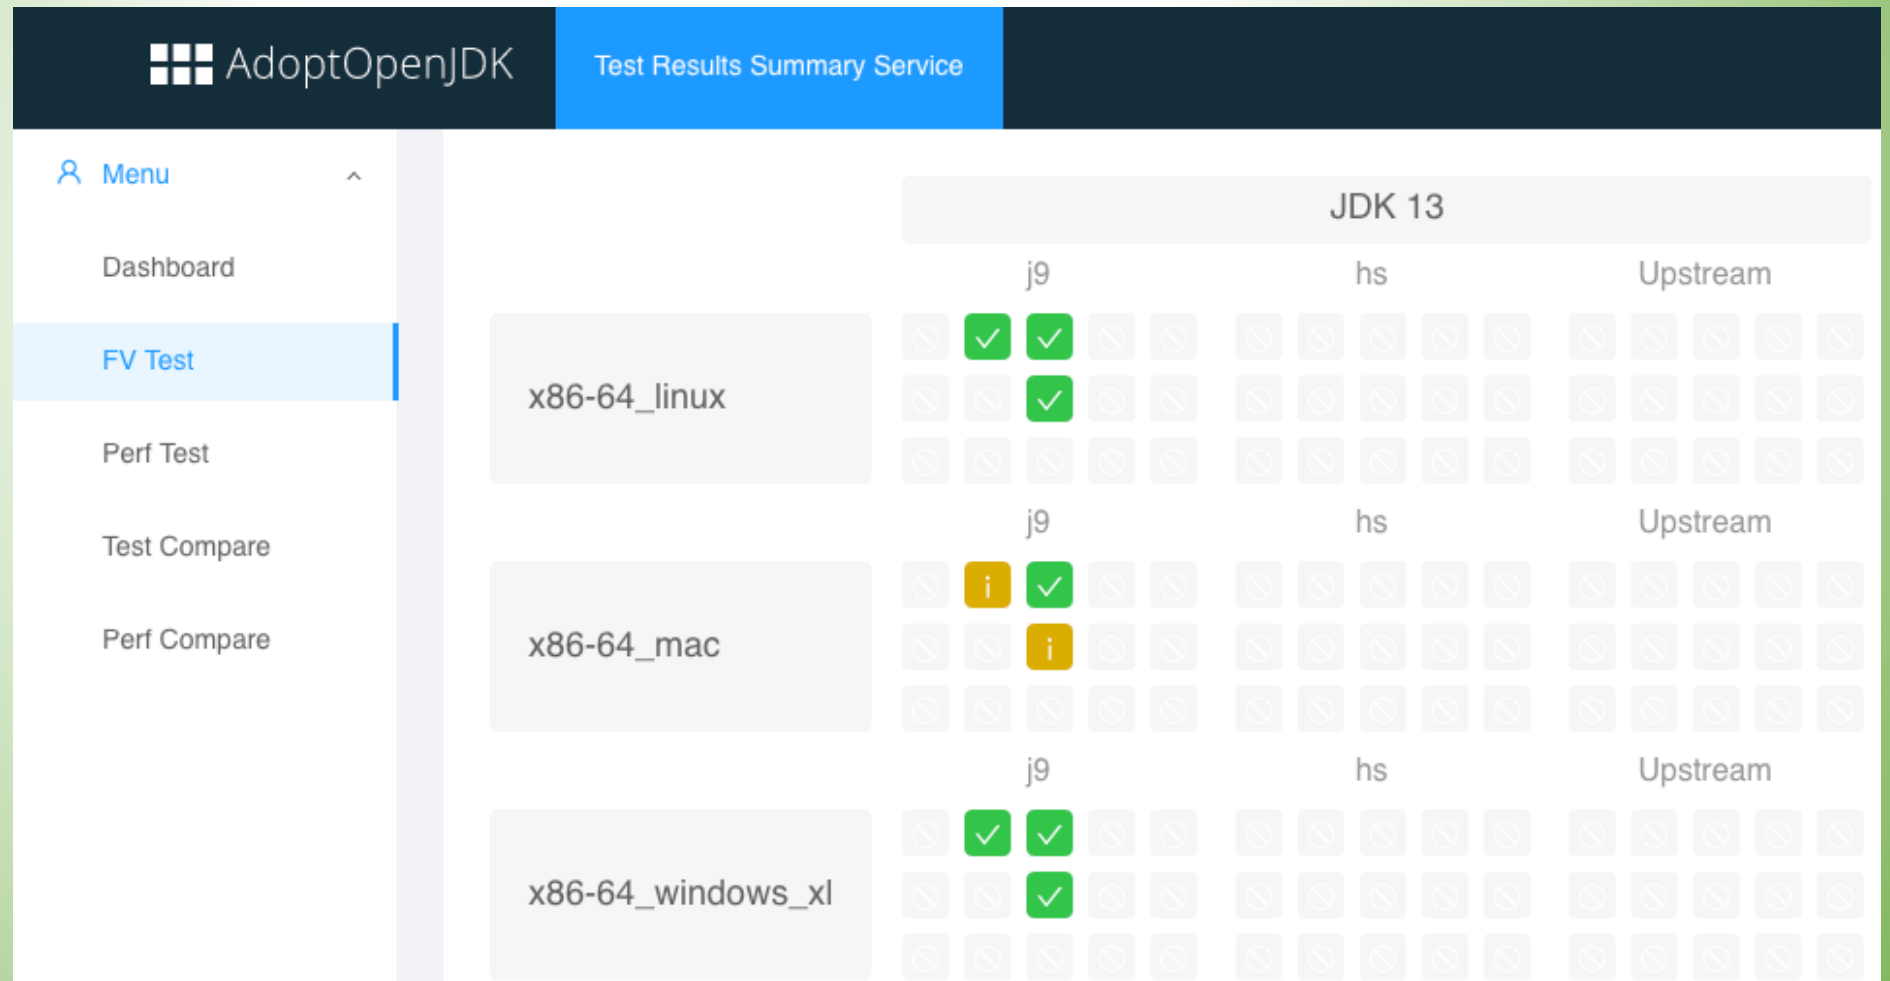 AdoptOpenJDK
Test Results Summary Service
Menu
Dashboard
FV Test
Perf Test
Test Compare
Perf Compare
JDK 13
j9 hs Upstream
x86-64_linux
j9 hs Upstream
x86-64_mac
j9 hs Upstream
x86-64_windows_xl